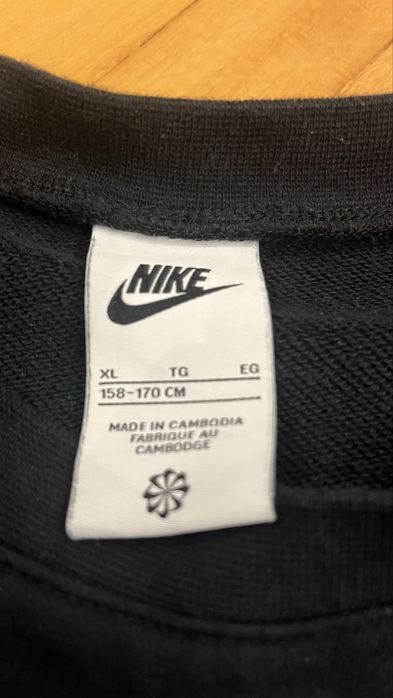 NIKE
XL TG EG
158-170 CM
MADE IN CAMBODIA
FABRIQUE AU
CAMBODGE